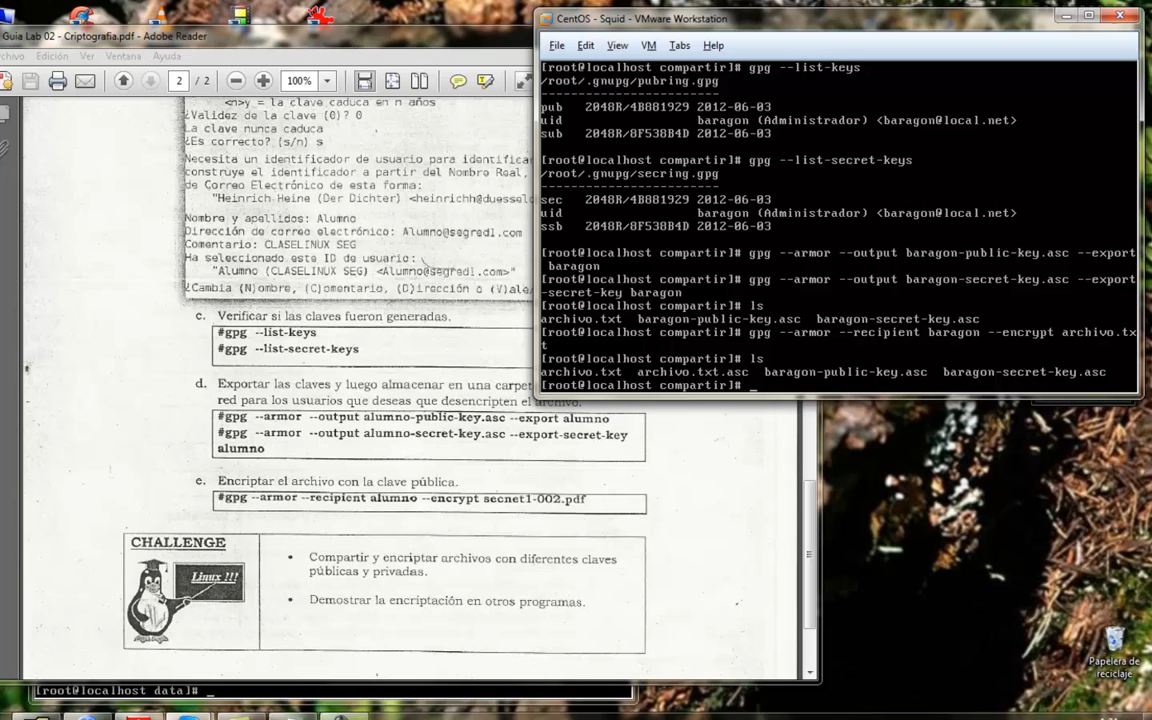 Guia Lab 02 - Criptografia.pdf - Adobe Reader
Archivo Edición Ver Ventana Ayuda
2 / 2 100%
<n>y = la clave caduca en n años
¿Validez de la clave (0)? 0
La clave nunca caduca
¿Es correcto? (s/n) s
Necesita un identificador de usuario para identificar
construye el identificador a partir del Nombre Real,
de Correo Electrónico de esta forma:
"Heinrich Heine (Der Dichter) <heinrichh@duesseld
Nombre y apellidos: Alumno
Dirección de correo electrónico: Alumno@segred1.com
Comentario: CLASELINUX SEG
Ha seleccionado este ID de usuario:
"Alumno (CLASELINUX SEG) <Alumno@segred1.com>"
¿Cambia (N)ombre, (C)omentario, (D)irección o (V)ale/
c. Verificar si las claves fueron generadas.
#gpg --list-keys
#gpg --list-secret-keys
d. Exportar las claves y luego almacenar en una carpet
red para los usuarios que deseas que desencripten el archivo.
#gpg --armor --output alumno-public-key.asc --export alumno
#gpg --armor --output alumno-secret-key.asc --export-secret-key
alumno
e. Encriptar el archivo con la clave pública.
#gpg --armor --recipient alumno --encrypt secnet1-002.pdf
CHALLENGE
Linux !!!
• Compartir y encriptar archivos con diferentes claves
públicas y privadas.
• Demostrar la encriptación en otros programas.
[root@localhost data]# _
CentOS - Squid - VMware Workstation
File Edit View VM Tabs Help
[root@localhost compartir]# gpg --list-keys
/root/.gnupg/pubring.gpg
------------------------
pub 2048R/4B881929 2012-06-03
uid baragon (Administrador) <baragon@local.net>
sub 2048R/8F538B4D 2012-06-03
[root@localhost compartir]# gpg --list-secret-keys
/root/.gnupg/secring.gpg
------------------------
sec 2048R/4B881929 2012-06-03
uid baragon (Administrador) <baragon@local.net>
ssb 2048R/8F538B4D 2012-06-03
[root@localhost compartir]# gpg --armor --output baragon-public-key.asc --export
baragon
[root@localhost compartir]# gpg --armor --output baragon-secret-key.asc --export
-secret-key baragon
[root@localhost compartir]# ls
archivo.txt baragon-public-key.asc baragon-secret-key.asc
[root@localhost compartir]# gpg --armor --recipient baragon --encrypt archivo.tx
t
[root@localhost compartir]# ls
archivo.txt archivo.txt.asc baragon-public-key.asc baragon-secret-key.asc
[root@localhost compartir]# _
Papelera de
reciclaje